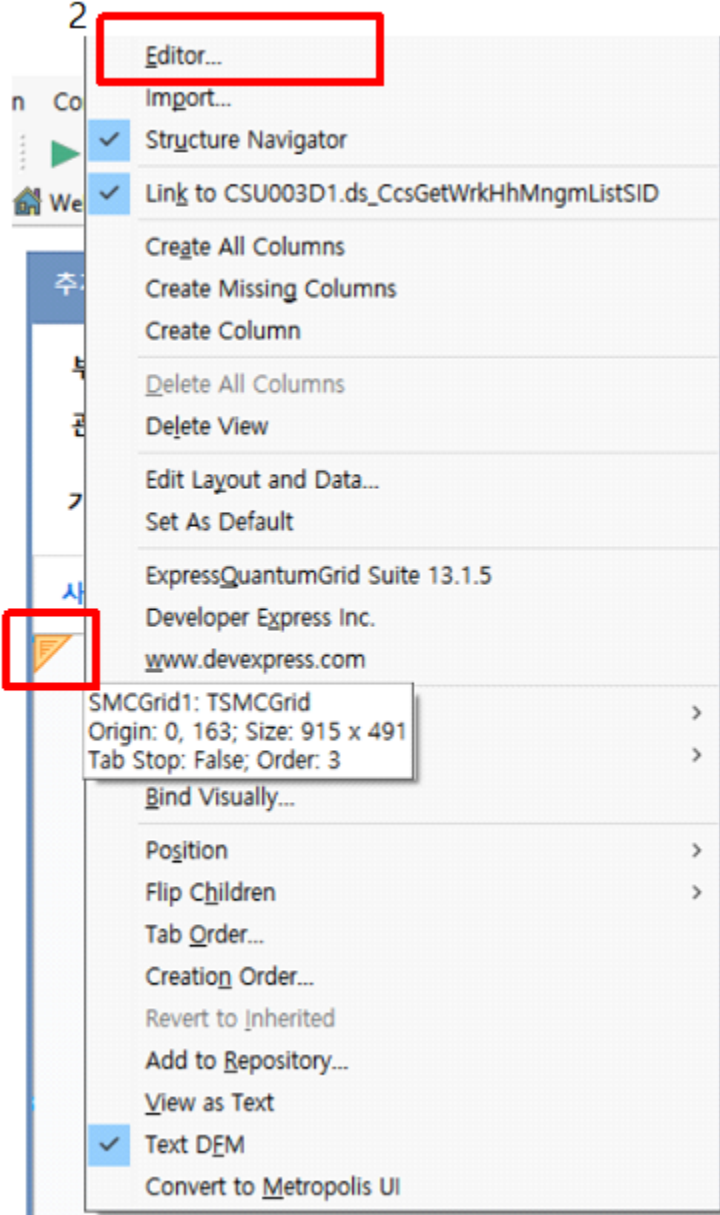 2
Editor...
Import...
n Co
Structure Navigator
Link to CSU003D1.ds_CcsGetWrkHhMngmListSID
We
Create All Columns
Create Missing Columns
Create Column
Delete All Columns
Delete View
Edit Layout and Data...
Set As Default
ExpressQuantumGrid Suite 13.1.5
사
Developer Express Inc.
www.devexpress.com
SMCGrid1: TSMCGrid
Origin: 0, 163; Size: 915 x 491
Tab Stop: False; Order: 3
Bind Visually...
Position
Flip Children
Tab Order...
Creation Order...
Revert to Inherited
Add to Repository...
View as Text
Text DFM
Convert to Metropolis UI